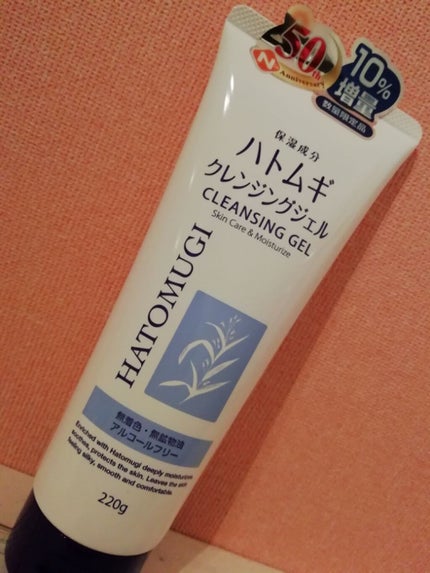 N
50th
Anniversary
10%
増量
数量限定品
保湿成分
ハトムギ
クレンジングジェル
CLEANSING GEL
Skin Care & Moisturize
HATOMUGI
無着色・無鉱物油
アルコールフリー
Enriched with Hatomugi deeply moisturizes,
soothes, protects the skin. Leaves the skin
feeling silky, smooth and comfortable.
220g